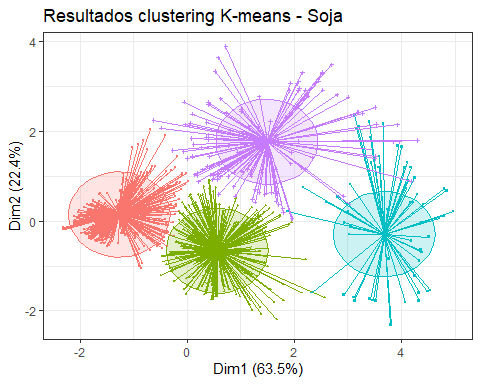 Resultados clustering K-means - Soja
4
2
0
-2
Dim2 (22.4%)
-2 0 2 4
Dim1 (63.5%)